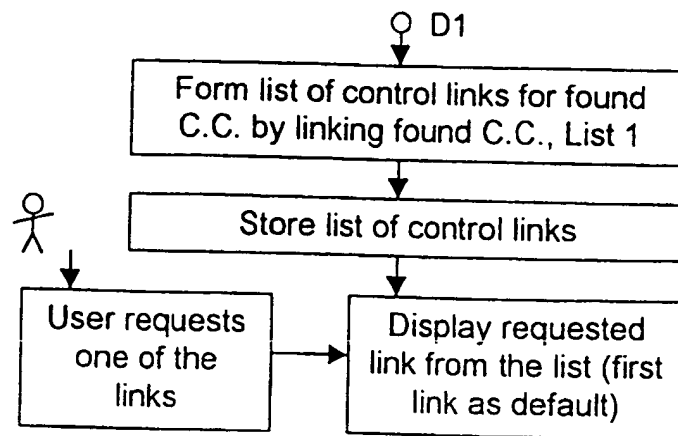 D1
Form list of control links for found
C.C. by linking found C.C., List 1
Store list of control links
User requests
one of the
links
Display requested
link from the list (first
link as default)